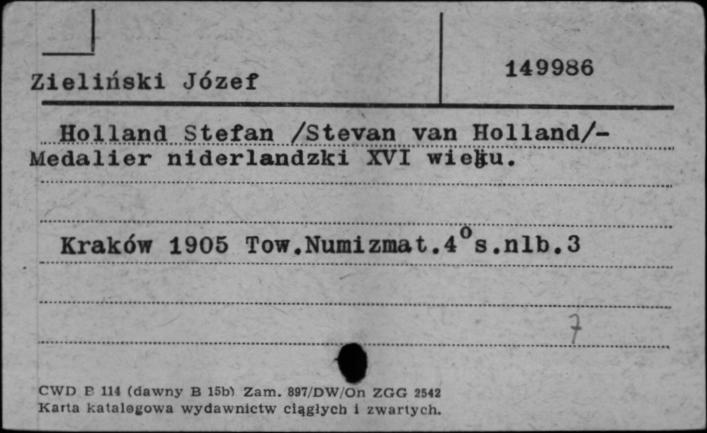 Zieliński Józef
149986
Holland Stefan /Stevan van Holland/-
Medalier niderlandzki XVI wieku.
Kraków 1905 Tow.Numizmat.4° s.nlb.3
7
CWD B 114 (dawny B 15b) Zam. 897/DW/On ZGG 2542
Karta katalogowa wydawnictw ciągłych i zwartych.